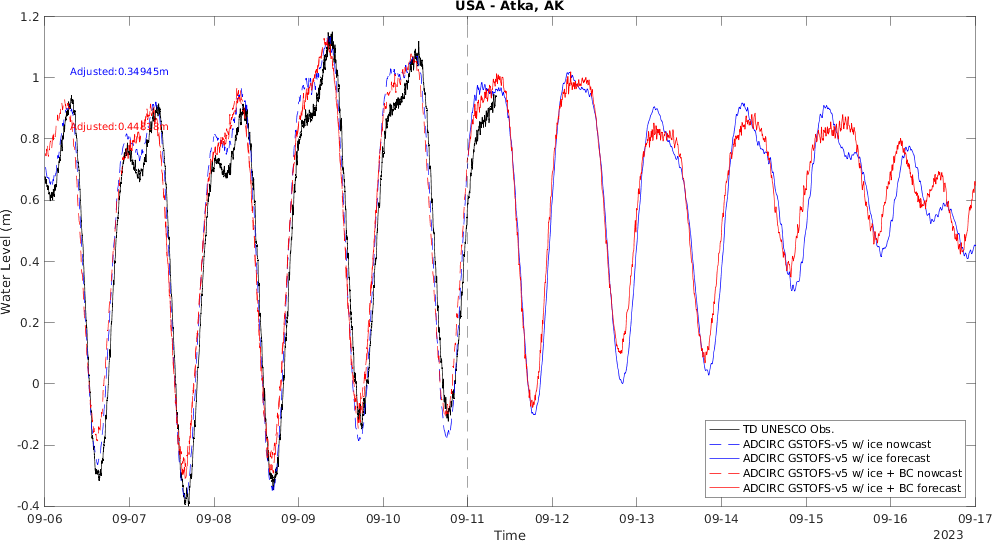 USA - Atka, AK
1.2
1
0.8
0.6
0.4
0.2
0
-0.2
-0.4
Water Level (m)
Adjusted:0.34945m
TD UNESCO Obs.
ADCIRC GSTOFS-v5 w/ ice nowcast
ADCIRC GSTOFS-v5 w/ ice forecast
ADCIRC GSTOFS-v5 w/ ice + BC nowcast
ADCIRC GSTOFS-v5 w/ ice + BC forecast
09-06 09-07 09-08 09-09 09-10 09-11 09-12 09-13 09-14 09-15 09-16 09-17
Time
2023